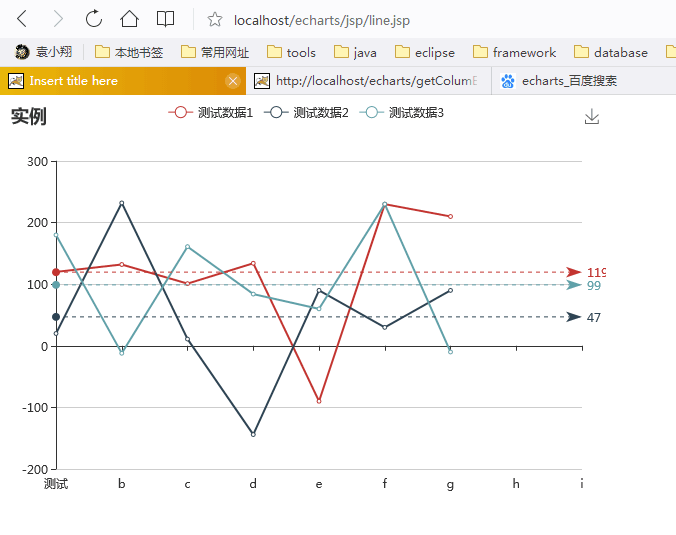 localhost/echarts/jsp/line.jsp
袁小翔 本地书签 常用网址 tools java eclipse framework database
Insert title here http://localhost/echarts/getColum echarts_百度搜索
实例 测试数据1 测试数据2 测试数据3
300
200
119
100 99
47
0
-100
-200
测试 b c d e f g h i